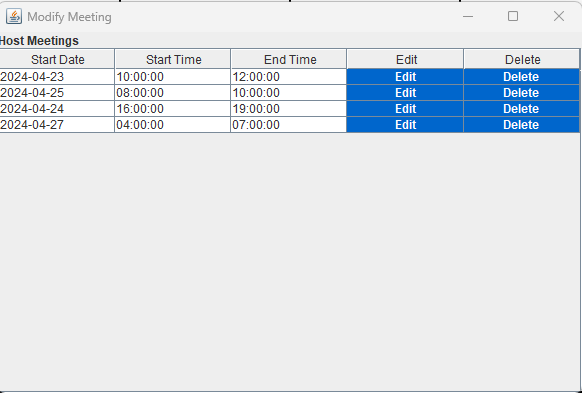 Modify Meeting
Host Meetings
Start Date Start Time End Time Edit Delete
2024-04-23 10:00:00 12:00:00 Edit Delete
2024-04-25 08:00:00 10:00:00 Edit Delete
2024-04-24 16:00:00 19:00:00 Edit Delete
2024-04-27 04:00:00 07:00:00 Edit Delete